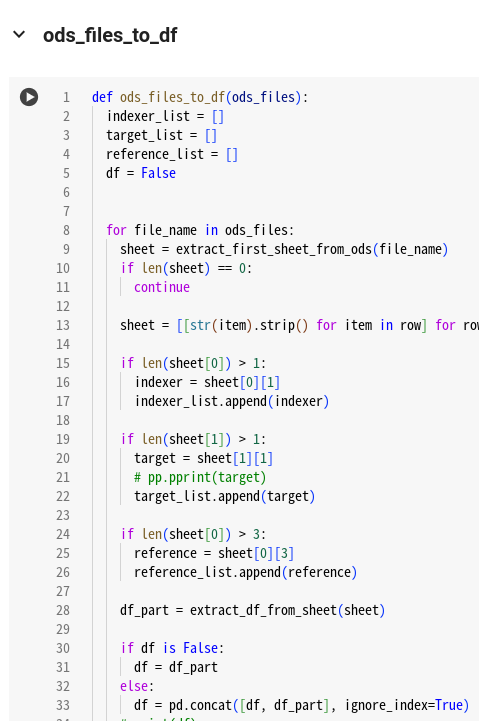 ods_files_to_df
1 def ods_files_to_df(ods_files):
2 indexer_list = []
3 target_list = []
4 reference_list = []
5 df = False
6
7
8 for file_name in ods_files:
9 sheet = extract_first_sheet_from_ods(file_name)
10 if len(sheet) == 0:
11 continue
12
13 sheet = [[str(item).strip() for item in row] for row
14
15 if len(sheet[0]) > 1:
16 indexer = sheet[0][1]
17 indexer_list.append(indexer)
18
19 if len(sheet[1]) > 1:
20 target = sheet[1][1]
21 # pp.pprint(target)
22 target_list.append(target)
23
24 if len(sheet[0]) > 3:
25 reference = sheet[0][3]
26 reference_list.append(reference)
27
28 df_part = extract_df_from_sheet(sheet)
29
30 if df is False:
31 df = df_part
32 else:
33 df = pd.concat([df, df_part], ignore_index=True)